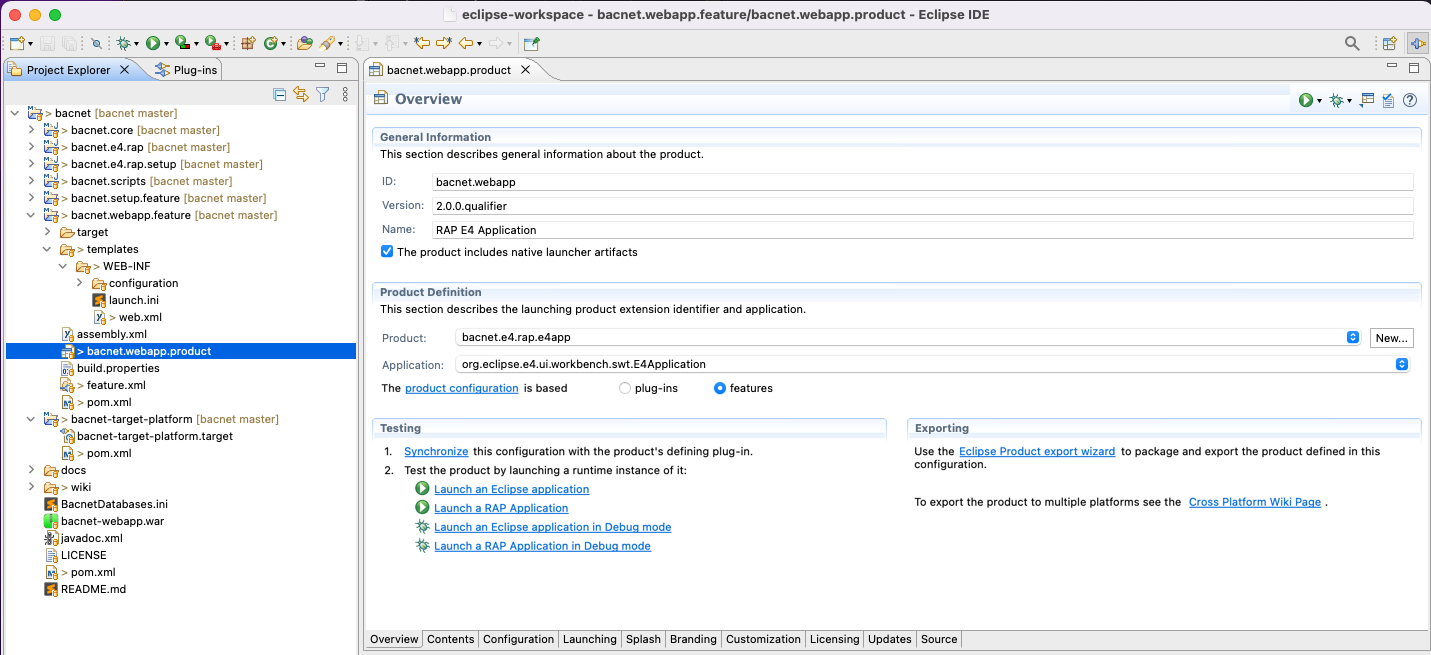 eclipse-workspace - bacnet.webapp.feature/bacnet.webapp.product - Eclipse IDE
Project Explorer
Plug-ins
> bacnet [bacnet master]
> bacnet.core [bacnet master]
> bacnet.e4.rap [bacnet master]
> bacnet.e4.rap.setup [bacnet master]
> bacnet.scripts [bacnet master]
> bacnet.setup.feature [bacnet master]
> bacnet.webapp.feature [bacnet master]
target
> templates
> WEB-INF
configuration
launch.ini
> web.xml
assembly.xml
> bacnet.webapp.product
build.properties
> feature.xml
> pom.xml
> bacnet-target-platform [bacnet master]
bacnet-target-platform.target
> pom.xml
docs
> wiki
BacnetDatabases.ini
bacnet-webapp.war
javadoc.xml
LICENSE
> pom.xml
README.md
bacnet.webapp.product
Overview
General Information
This section describes general information about the product.
ID: bacnet.webapp
Version: 2.0.0.qualifier
Name: RAP E4 Application
The product includes native launcher artifacts
Product Definition
This section describes the launching product extension identifier and application.
Product: bacnet.e4.rap.e4app New...
Application: org.eclipse.e4.ui.workbench.swt.E4Application
The product configuration is based plug-ins features
Testing
1. Synchronize this configuration with the product's defining plug-in.
2. Test the product by launching a runtime instance of it:
Launch an Eclipse application
Launch a RAP Application
Launch an Eclipse application in Debug mode
Launch a RAP Application in Debug mode
Exporting
Use the Eclipse Product export wizard to package and export the product defined in this
configuration.
To export the product to multiple platforms see the Cross Platform Wiki Page .
Overview Contents Configuration Launching Splash Branding Customization Licensing Updates Source